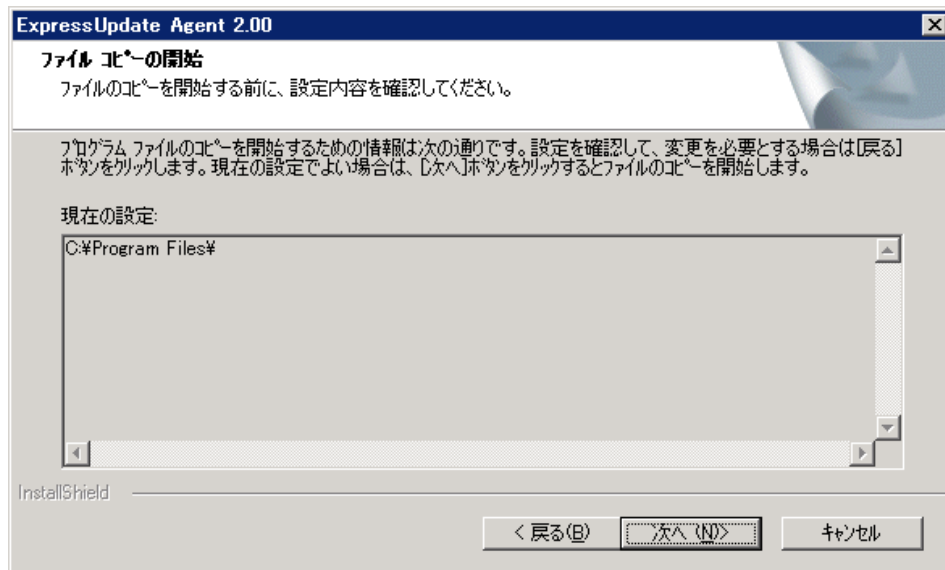 ExpressUpdate Agent 2.00
ファイル コピーの開始
ファイルのコピーを開始する前に、設定内容を確認してください。
プログラム ファイルのコピーを開始するための情報は次の通りです。設定を確認して、変更を必要とする場合は[戻る]
ボタンをクリックします。現在の設定でよい場合は、[次へ]ボタンをクリックするとファイルのコピーを開始します。
現在の設定:
C:¥Program Files¥
InstallShield
< 戻る(B)
次へ (N)>
キャンセル